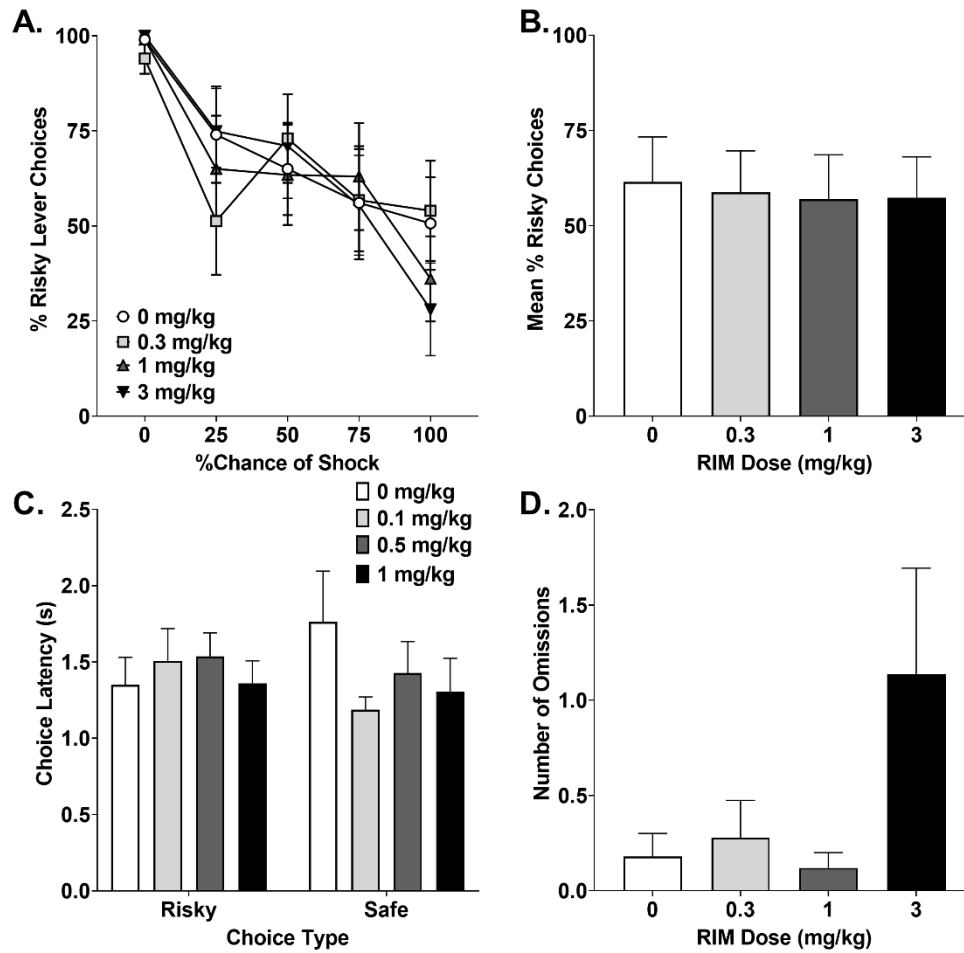 A.
100
75
50
25
0
% Risky Lever Choices
0 mg/kg
0.3 mg/kg
1 mg/kg
3 mg/kg
0 25 50 75 100
%Chance of Shock
B.
100
75
50
25
0
Mean % Risky Choices
0 0.3 1 3
RIM Dose (mg/kg)
C.
2.5
2.0
1.5
1.0
0.5
0.0
Choice Latency (s)
0 mg/kg
0.1 mg/kg
0.5 mg/kg
1 mg/kg
Risky Safe
Choice Type
D.
2.0
1.5
1.0
0.5
0.0
Number of Omissions
0 0.3 1 3
RIM Dose (mg/kg)